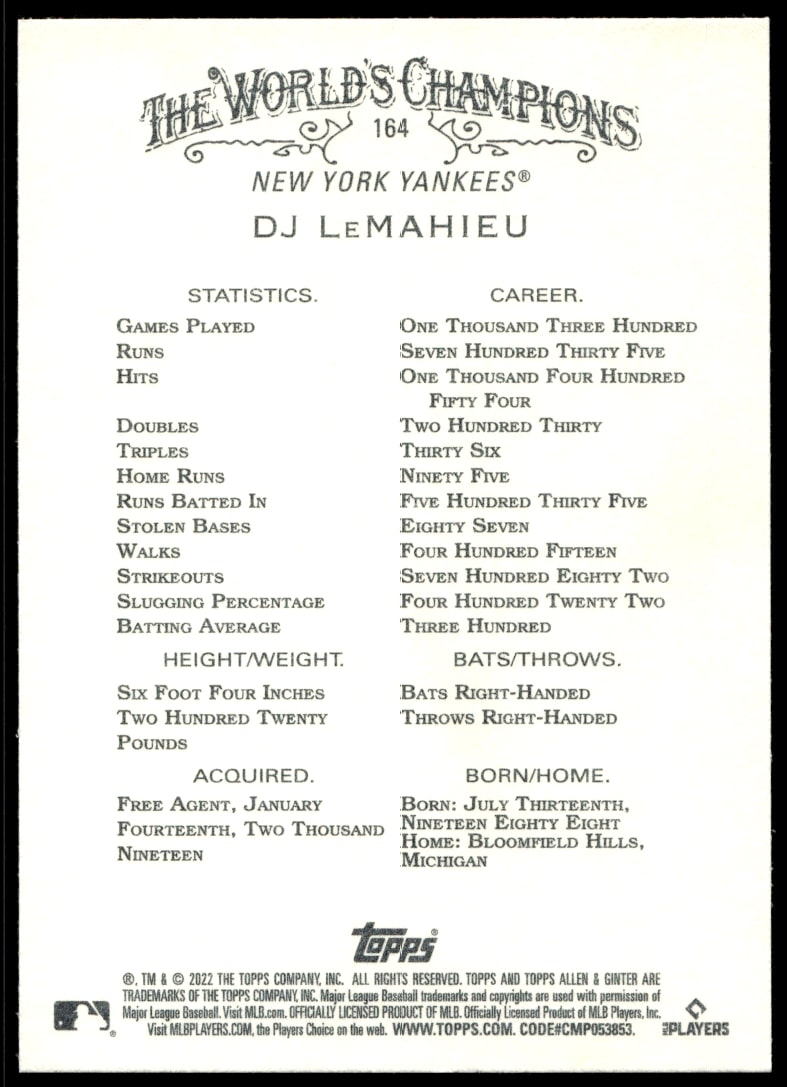 THE WORLD'S CHAMPIONS
164
NEW YORK YANKEES®
DJ LEMAHIEU
STATISTICS. CAREER.
GAMES PLAYED ONE THOUSAND THREE HUNDRED
RUNS SEVEN HUNDRED THIRTY FIVE
HITS ONE THOUSAND FOUR HUNDRED
FIFTY FOUR
DOUBLES TWO HUNDRED THIRTY
TRIPLES THIRTY SIX
HOME RUNS NINETY FIVE
RUNS BATTED IN FIVE HUNDRED THIRTY FIVE
STOLEN BASES EIGHTY SEVEN
WALKS FOUR HUNDRED FIFTEEN
STRIKEOUTS SEVEN HUNDRED EIGHTY TWO
SLUGGING PERCENTAGE FOUR HUNDRED TWENTY TWO
BATTING AVERAGE THREE HUNDRED
HEIGHT/WEIGHT.
SIX FOOT FOUR INCHES
TWO HUNDRED TWENTY
POUNDS
BATS/THROWS.
BATS RIGHT-HANDED
THROWS RIGHT-HANDED
ACQUIRED.
FREE AGENT, JANUARY
FOURTEENTH, TWO THOUSAND
NINETEEN
BORN/HOME.
BORN: JULY THIRTEENTH,
NINETEEN EIGHTY EIGHT
HOME: BLOOMFIELD HILLS,
MICHIGAN
Topps®
®, TM & © 2022 THE TOPPS COMPANY, INC. ALL RIGHTS RESERVED. TOPPS AND TOPPS ALLEN & GINTER ARE
TRADEMARKS OF THE TOPPS COMPANY, INC. Major League Baseball trademarks and copyrights are used with permission of
Major League Baseball. Visit MLB.com. OFFICIALLY LICENSED PRODUCT OF MLB. Officially Licensed Product of MLB Players, Inc.
Visit MLBPLAYERS.COM, the Players Choice on the web. WWW.TOPPS.COM. CODE#CMP053853.
MLB PLAYERS